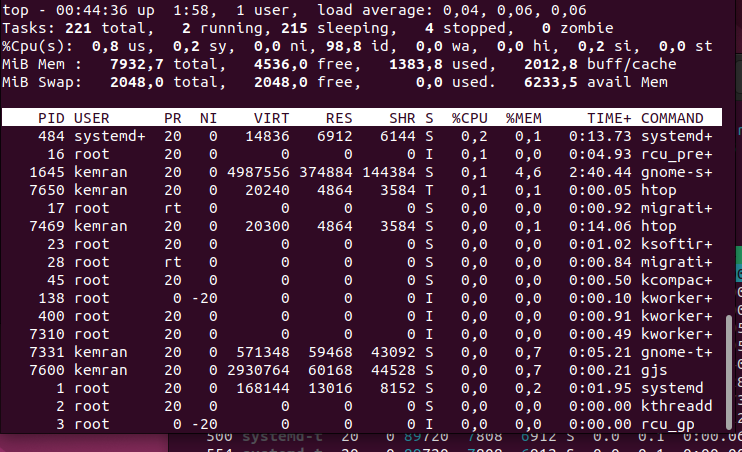 top - 00:44:36 up  1:58,  1 user,  load average: 0,04, 0,06, 0,06
Tasks: 221 total,   2 running, 215 sleeping,   4 stopped,   0 zombie
%Cpu(s):  0,8 us,  0,2 sy,  0,0 ni, 98,8 id,  0,0 wa,  0,0 hi,  0,2 si,  0,0 st
MiB Mem :   7932,7 total,   4536,0 free,   1383,8 used,   2012,8 buff/cache
MiB Swap:   2048,0 total,   2048,0 free,      0,0 used.   6233,5 avail Mem
PID USER      PR  NI    VIRT    RES    SHR S  %CPU  %MEM     TIME+ COMMAND
484 systemd+  20   0   14836   6912   6144 S   0,2   0,1   0:13.73 systemd+
16 root      20   0       0      0      0 I   0,1   0,0   0:04.93 rcu_pre+
1645 kemran    20   0 4987556 374884 144384 S   0,1   4,6   2:40.44 gnome-s+
7650 kemran    20   0   20240   4864   3584 T   0,1   0,1   0:00.05 htop
17 root      rt   0       0      0      0 S   0,0   0,0   0:00.92 migrati+
7469 kemran    20   0   20300   4864   3584 S   0,0   0,1   0:14.06 htop
23 root      20   0       0      0      0 S   0,0   0,0   0:01.02 ksoftir+
28 root      rt   0       0      0      0 S   0,0   0,0   0:00.84 migrati+
45 root      20   0       0      0      0 S   0,0   0,0   0:00.50 kcompac+
138 root       0 -20       0      0      0 I   0,0   0,0   0:00.10 kworker+
400 root      20   0       0      0      0 I   0,0   0,0   0:00.91 kworker+
7310 root      20   0       0      0      0 I   0,0   0,0   0:00.49 kworker+
7331 kemran    20   0  571348  59468  43092 S   0,0   0,7   0:05.21 gnome-t+
7600 kemran    20   0 2930764  60168  44528 S   0,0   0,7   0:00.21 gjs
1 root      20   0  168144  13016   8152 S   0,0   0,2   0:01.95 systemd
2 root      20   0       0      0      0 S   0,0   0,0   0:00.00 kthreadd
3 root       0 -20       0      0      0 I   0,0   0,0   0:00.00 rcu_gp
500 systemd-t  20   0 89720  7808  6912 S  0.0  0.1  0:00.06